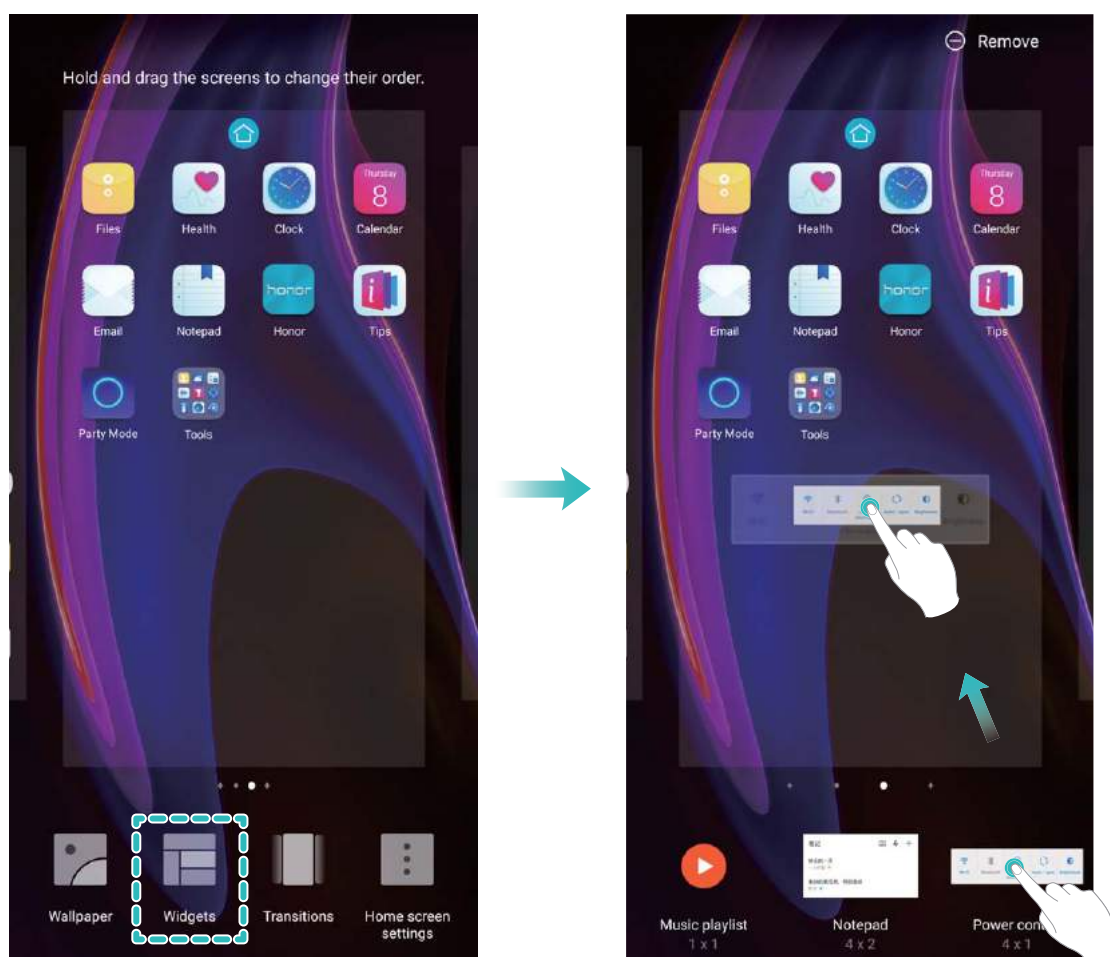 Hold and drag the screens to change their order.
Thursday
8
Files
Health
Clock
Calendar
honor
i
Email
Notepad
Honor
Tips
Party Mode
Tools
Wallpaper
Widgets
Transitions
Home screen
settings
Remove
Thursday
8
Files
Health
Clock
Calendar
honor
i
Email
Notepad
Honor
Tips
Party Mode
Tools
Music playlist
1 x 1
Notepad
4 x 2
Power con
4 x 1